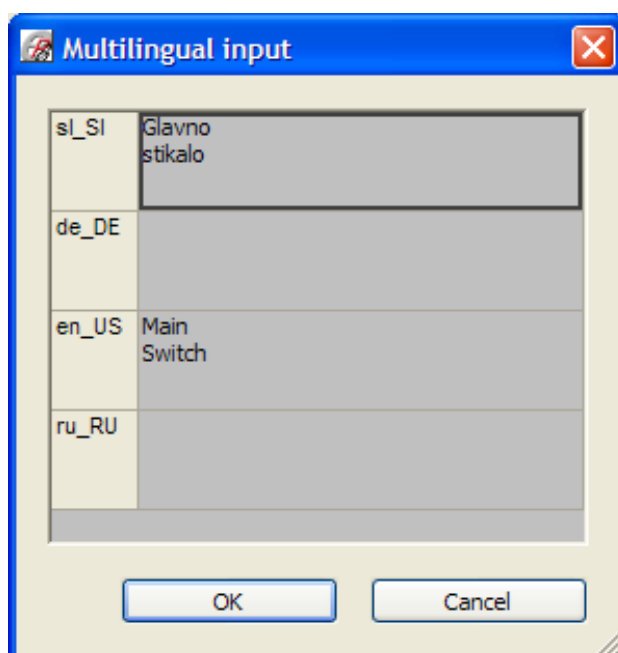 Multilingual input
sl_SI
Glavno
stikalo
de_DE
en_US
Main
Switch
ru_RU
OK
Cancel